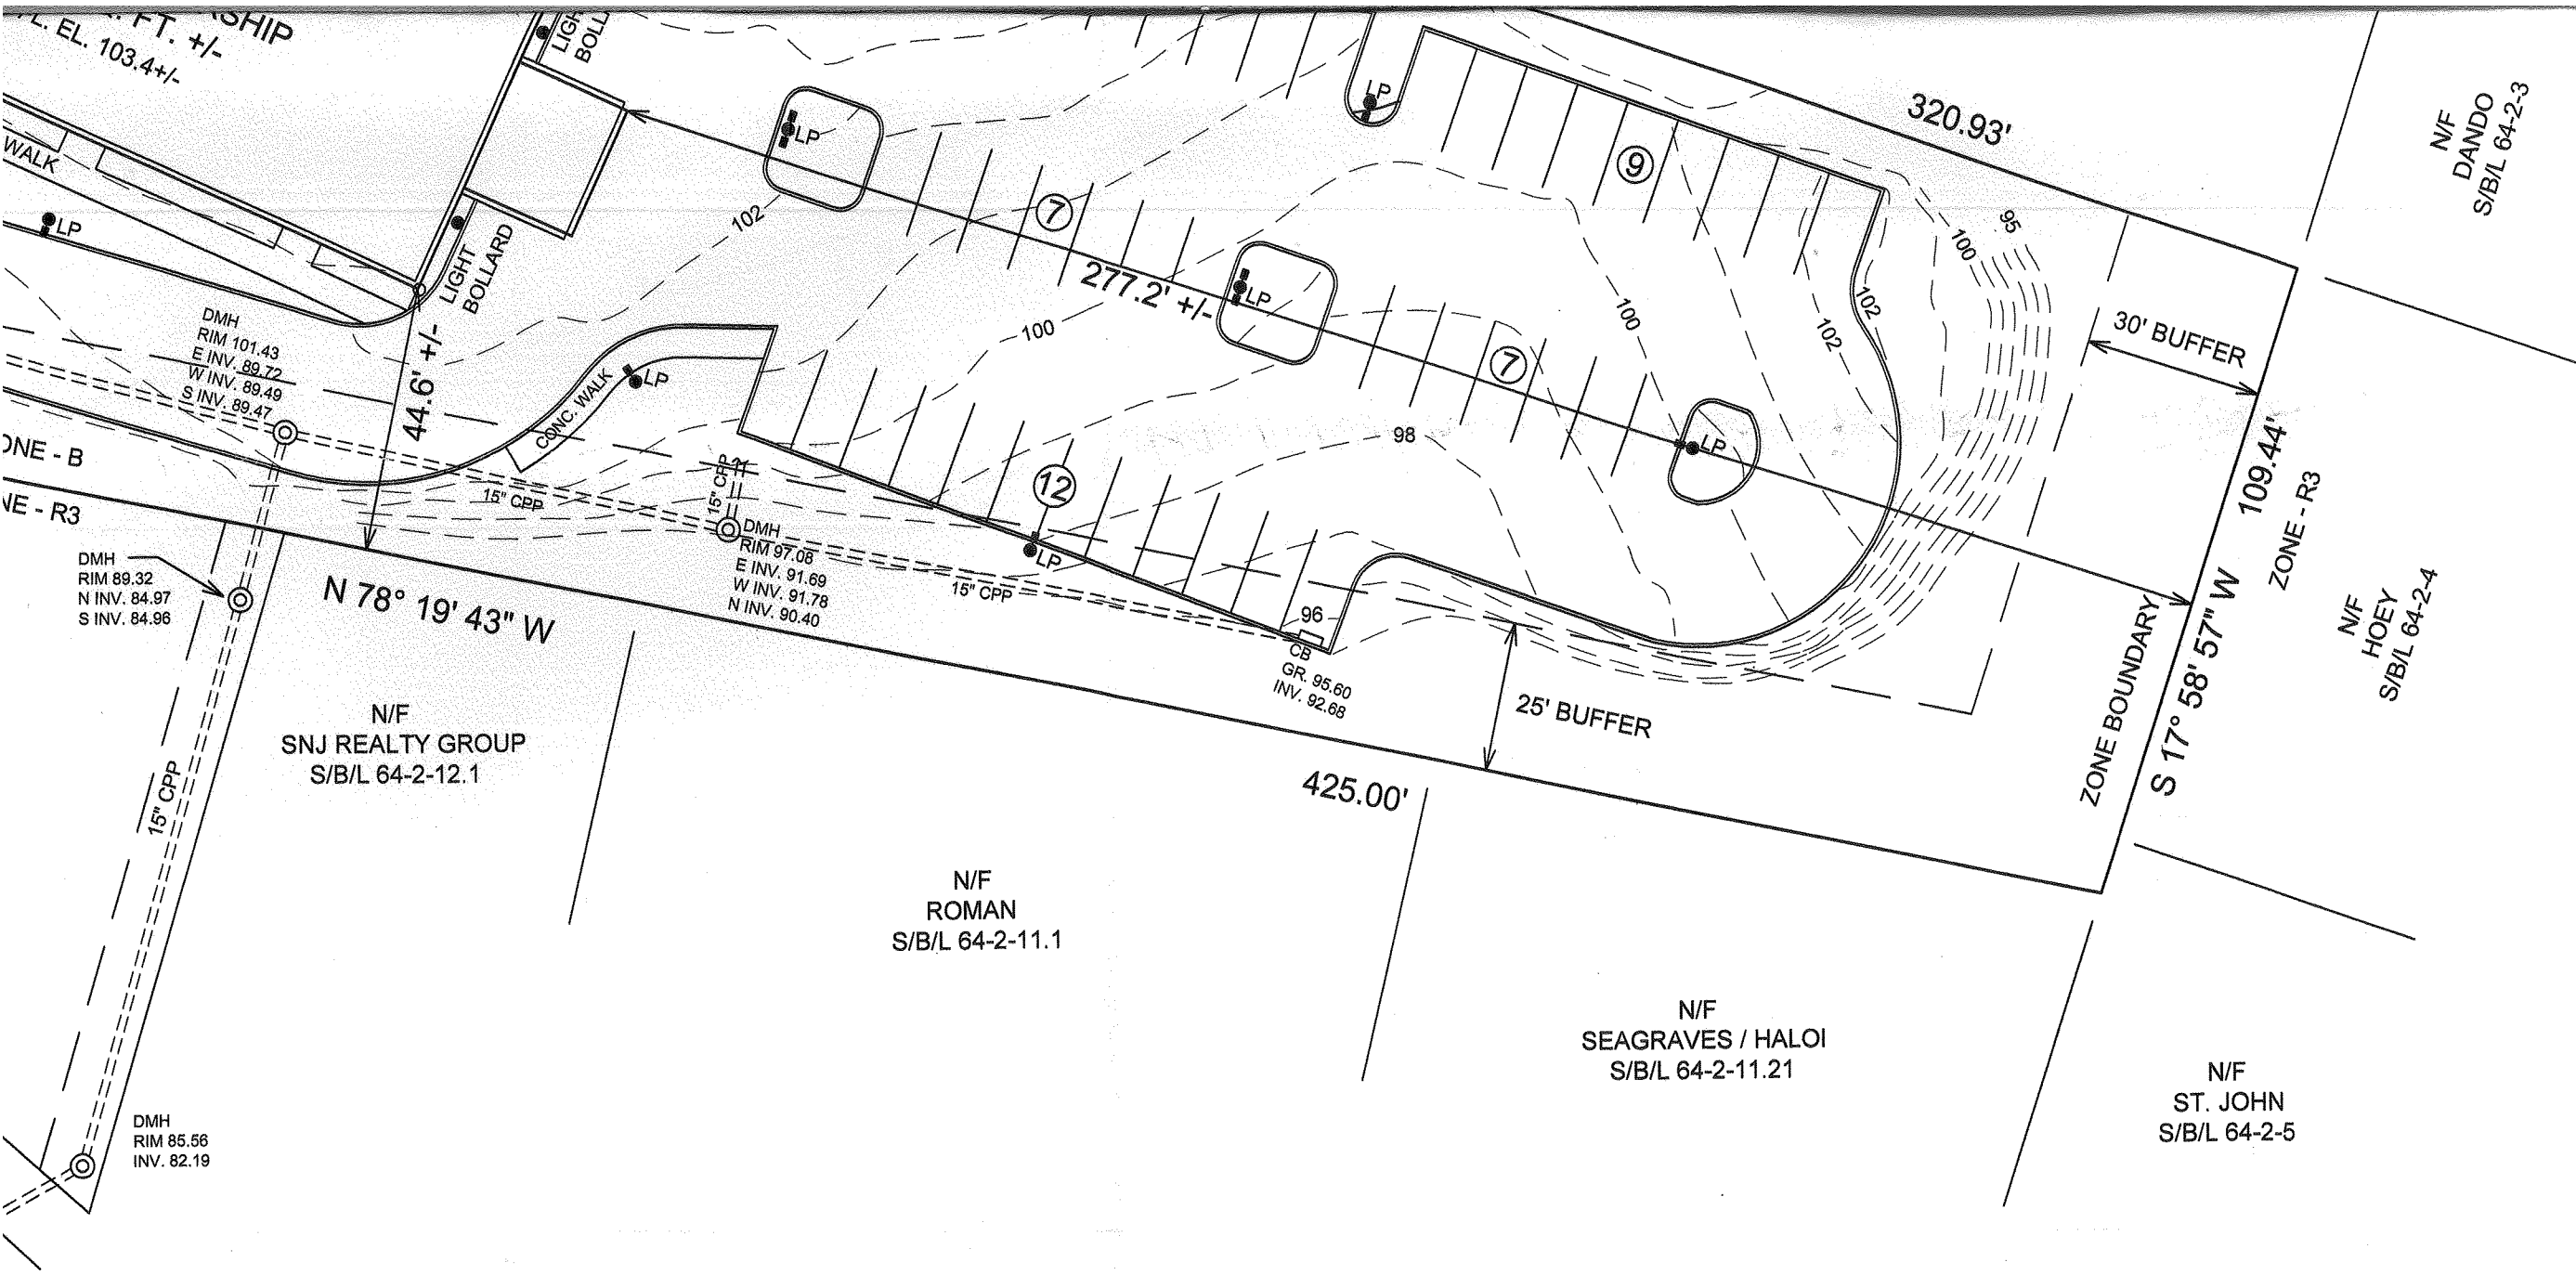 FT. +/-
EL. 103.4+/-
WALK
LP
LIGHT
BOLLARD
LP
LP
9
320.93'
N/F
DANDO
S/B/L 64-2-3
102
7
277.2' +/-
LP
100
100
102
102
100
95
30' BUFFER
DMH
RIM 101.43
E INV. 89.72
W INV. 89.49
S INV. 89.47
44.6' +/-
CONC. WALK
LP
7
98
LP
109.44'
ZONE - R3
15" CPP
15" CPP
12
LP
DMH
RIM 97.08
E INV. 91.69
W INV. 91.78
N INV. 90.40
15" CPP
DMH
RIM 89.32
N INV. 84.97
S INV. 84.96
N 78° 19' 43" W
96
CB
GR. 95.60
INV. 92.68
25' BUFFER
ZONE BOUNDARY
S 17° 58' 57" W
N/F
HOEY
S/B/L 64-2-4
N/F
SNJ REALTY GROUP
S/B/L 64-2-12.1
15" CPP
425.00'
N/F
ROMAN
S/B/L 64-2-11.1
N/F
SEAGRAVES / HALOI
S/B/L 64-2-11.21
N/F
ST. JOHN
S/B/L 64-2-5
DMH
RIM 85.56
INV. 82.19